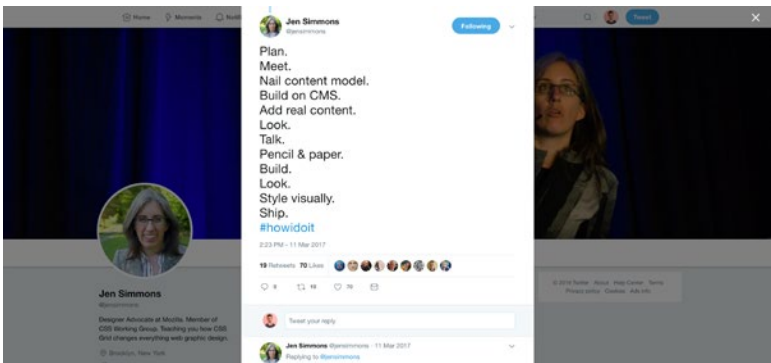 Home Moments
Tweet
Jen Simmons
@jensimmons
Following
Plan.
Meet.
Nail content model.
Build on CMS.
Add real content.
Look.
Talk.
Pencil & paper.
Build.
Look.
Style visually.
Ship.
#howidoit
2:23 PM - 11 Mar 2017
19 Retweets 70 Likes
19 70
Tweet your reply
Jen Simmons @jensimmons · 11 Mar 2017
Replying to @jensimmons
Jen Simmons
@jensimmons
Designer Advocate at Mozilla. Member of
CSS Working Group. Teaching you how CSS
Grid changes everything web graphic design.
Brooklyn, New York
© 2018 Twitter About Help Center Terms
Privacy policy Cookies Ads info